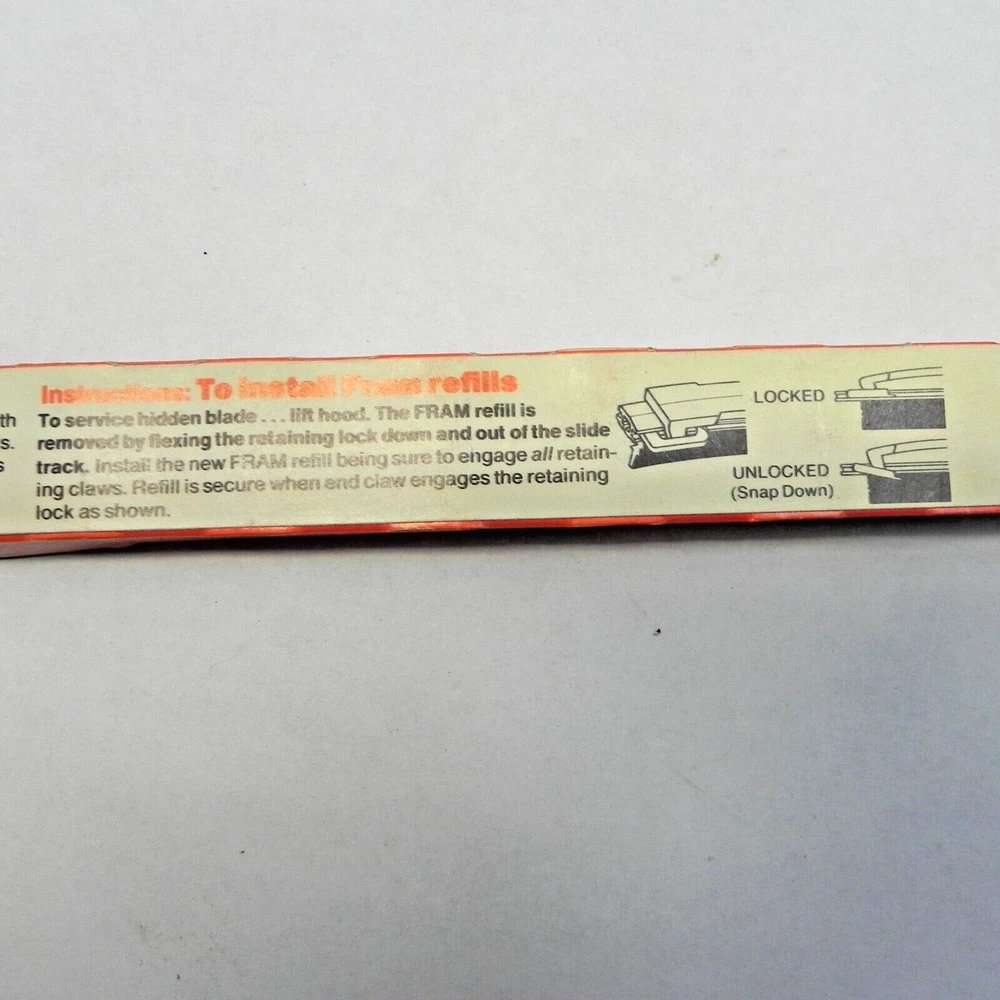 th
s.
s
Instructions: To install Fram refills
To service hidden blade . . . lift hood. The FRAM refill is
removed by flexing the retaining lock down and out of the slide
track. Install the new FRAM refill being sure to engage all retain-
ing claws. Refill is secure when end claw engages the retaining
lock as shown.
LOCKED
UNLOCKED
(Snap Down)